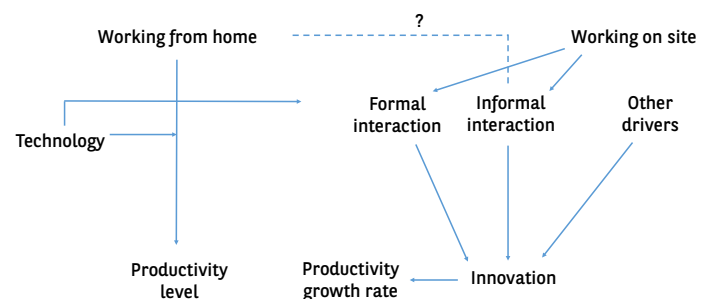 ?
Working from home
Working on site
Formal
interaction
Informal
interaction
Other
drivers
Technology
Productivity
level
Productivity
growth rate
Innovation